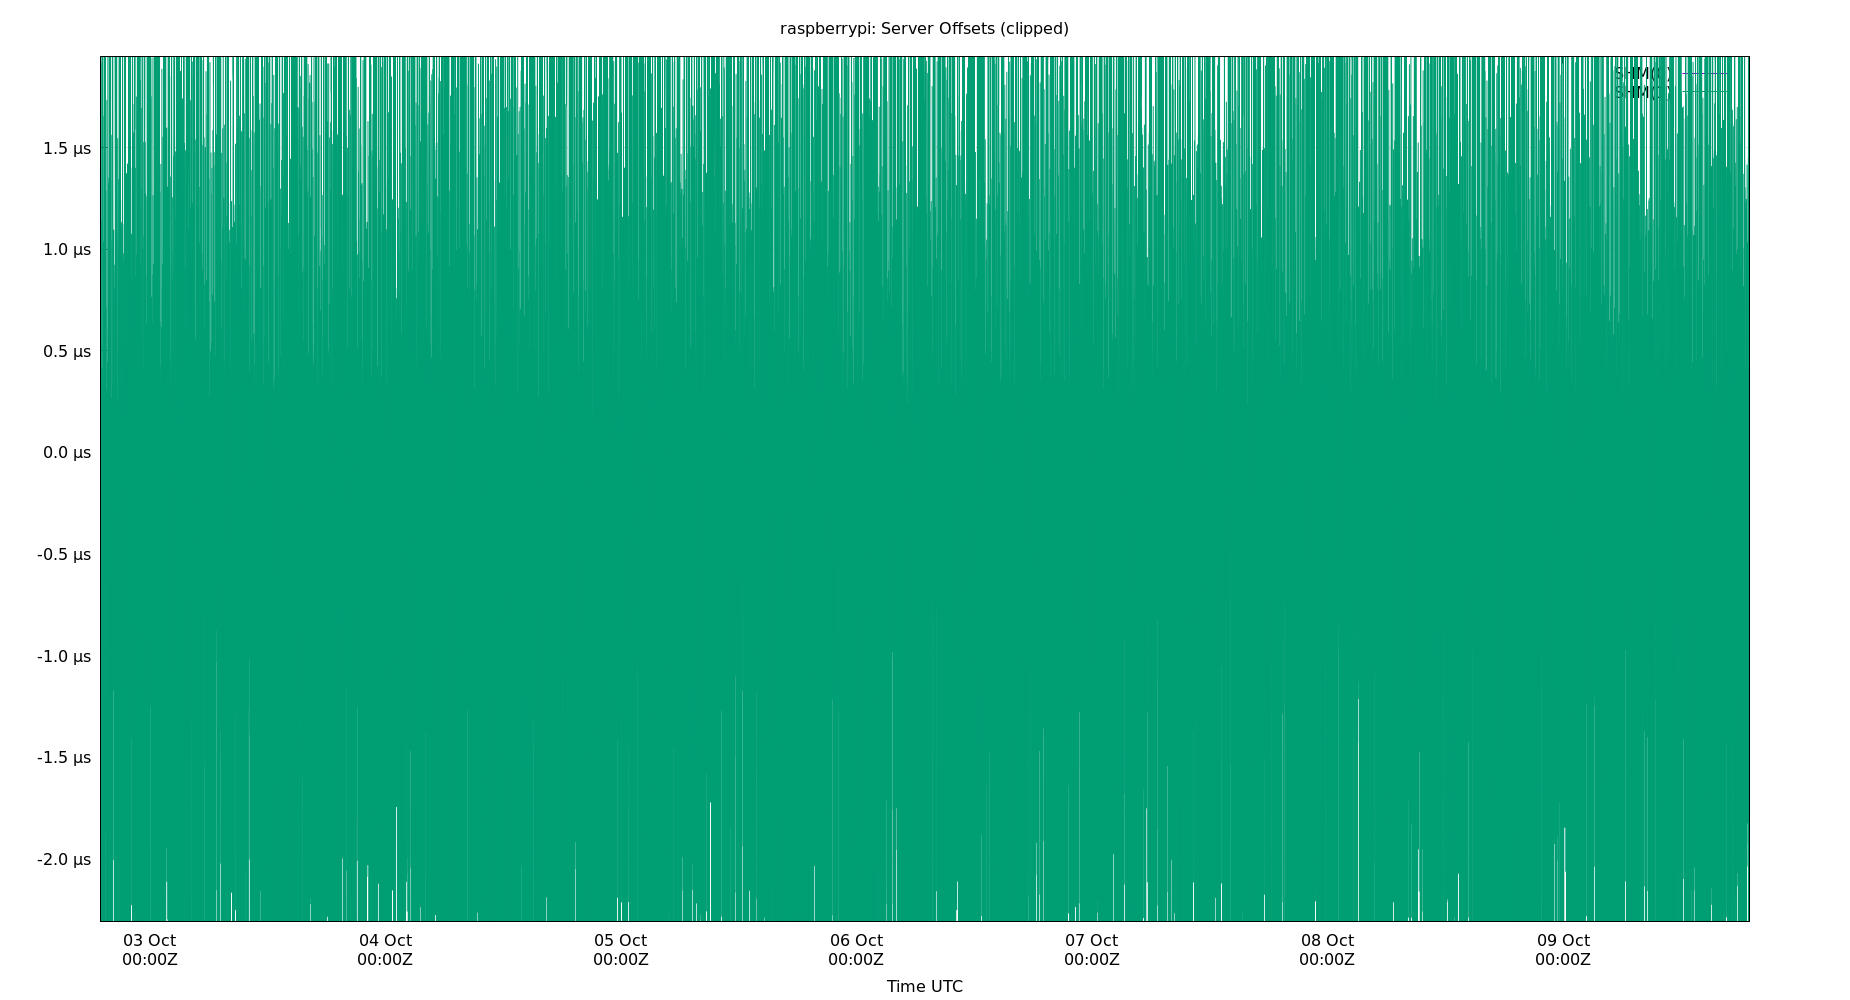 raspberrypi: Server Offsets (clipped)
1.5 µs
1.0 µs
0.5 µs
0.0 µs
-0.5 µs
-1.0 µs
-1.5 µs
-2.0 µs
03 Oct
00:00Z
04 Oct
00:00Z
05 Oct
00:00Z
06 Oct
00:00Z
07 Oct
00:00Z
08 Oct
00:00Z
09 Oct
00:00Z
Time UTC